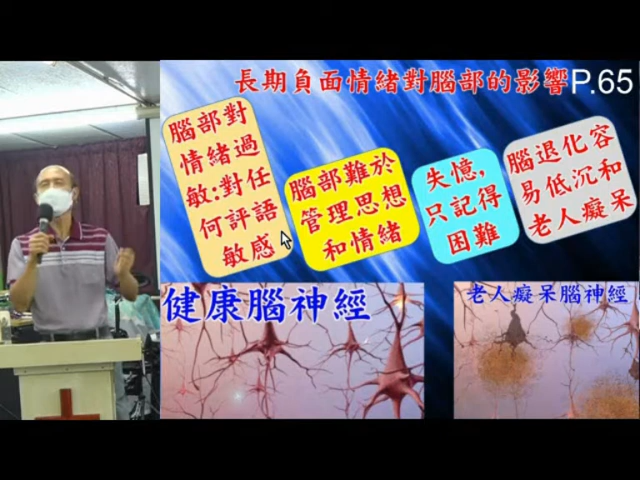 長期負面情緒對腦部的影響P.65
腦部對
情緒過
敏:對任
何評語
敏感
腦部難於
管理思想
和情緒
失憶,
只記得
困難
腦退化容
易低沉和
老人癡呆
健康腦神經
老人癡呆腦神經